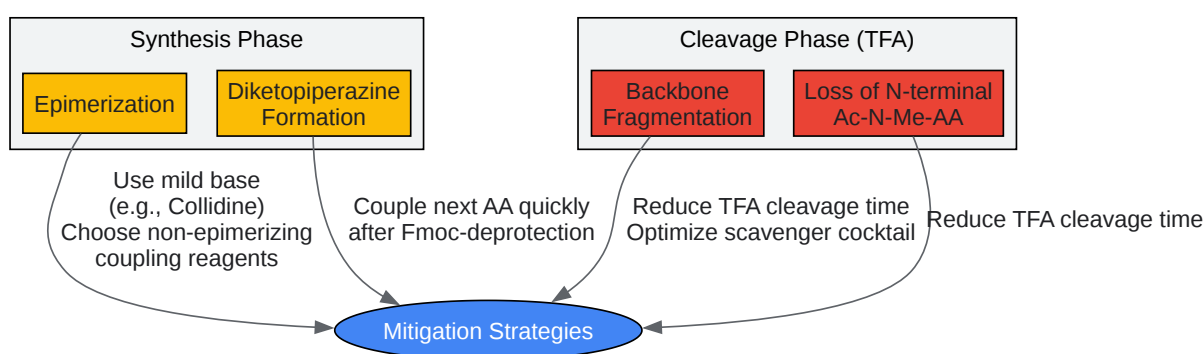 Synthesis Phase
Cleavage Phase (TFA)
Epimerization
Diketopiperazine
Formation
Backbone
Fragmentation
Loss of N-terminal
Ac-N-Me-AA
Use mild base
(e.g., Collidine)
Choose non-epimerizing
coupling reagents
Couple next AA quickly
after Fmoc-deprotection
Reduce TFA cleavage time
Optimize scavenger cocktail
Reduce TFA cleavage time
Mitigation Strategies